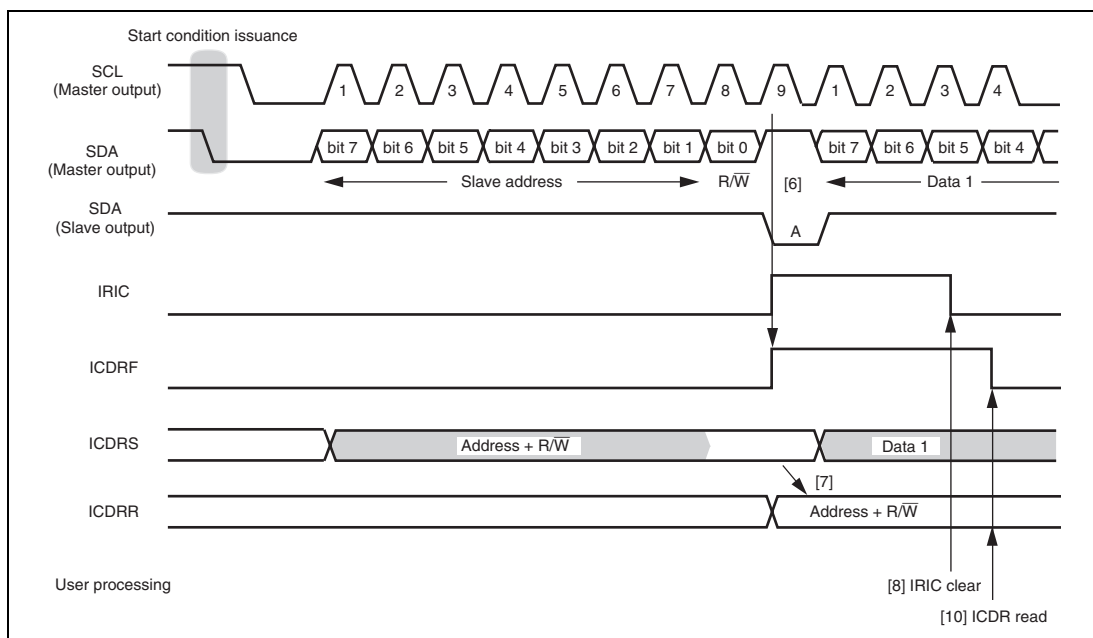 Start condition issuance
SCL
(Master output)
1 2 3 4 5 6 7 8 9 1 2 3 4
SDA
(Master output)
bit 7 bit 6 bit 5 bit 4 bit 3 bit 2 bit 1 bit 0 bit 7 bit 6 bit 5 bit 4
Slave address R/W̅ [6] Data 1
SDA
(Slave output)
A
IRIC
ICDRF
ICDRS
Address + R/W̅ Data 1
[7]
ICDRR
Address + R/W̅
User processing
[8] IRIC clear
[10] ICDR read